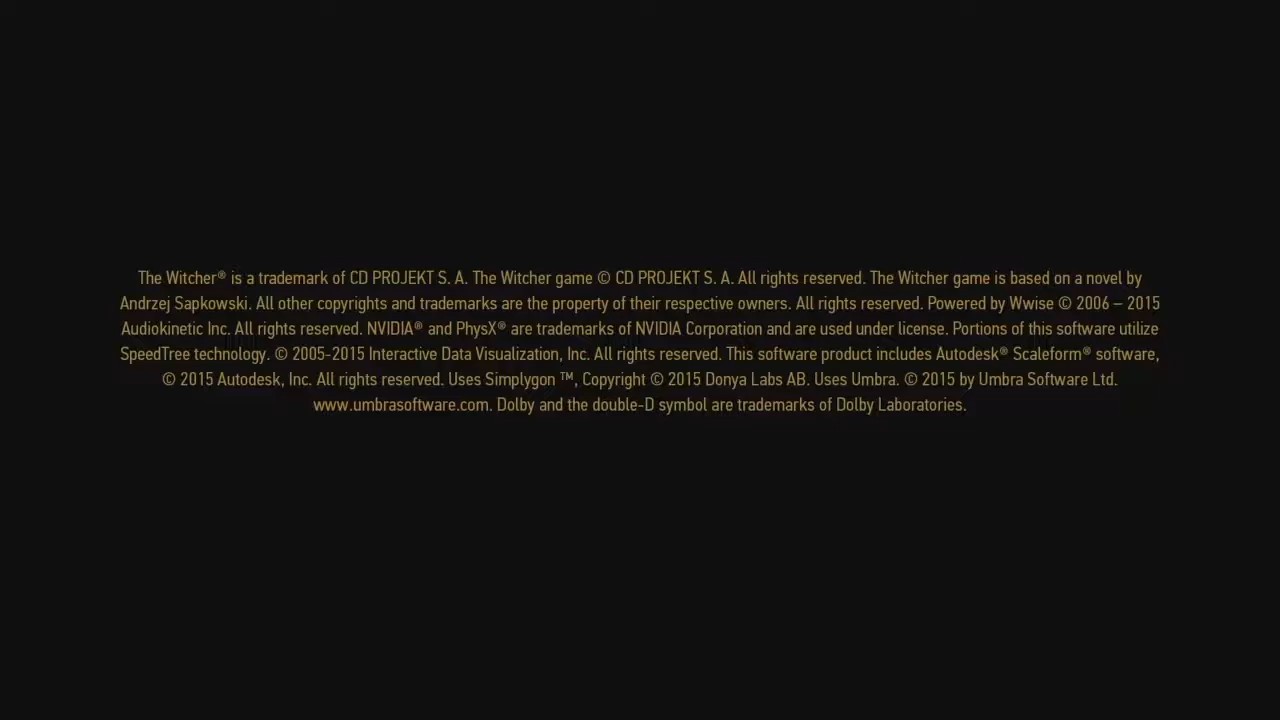 The Witcher® is a trademark of CD PROJEKT S. A. The Witcher game © CD PROJEKT S. A. All rights reserved. The Witcher game is based on a novel by
Andrzej Sapkowski. All other copyrights and trademarks are the property of their respective owners. All rights reserved. Powered by Wwise © 2006 – 2015
Audiokinetic Inc. All rights reserved. NVIDIA® and PhysX® are trademarks of NVIDIA Corporation and are used under license. Portions of this software utilize
SpeedTree technology. © 2005-2015 Interactive Data Visualization, Inc. All rights reserved. This software product includes Autodesk® Scaleform® software,
© 2015 Autodesk, Inc. All rights reserved. Uses Simplygon ™, Copyright © 2015 Donya Labs AB. Uses Umbra. © 2015 by Umbra Software Ltd.
www.umbrasoftware.com. Dolby and the double-D symbol are trademarks of Dolby Laboratories.